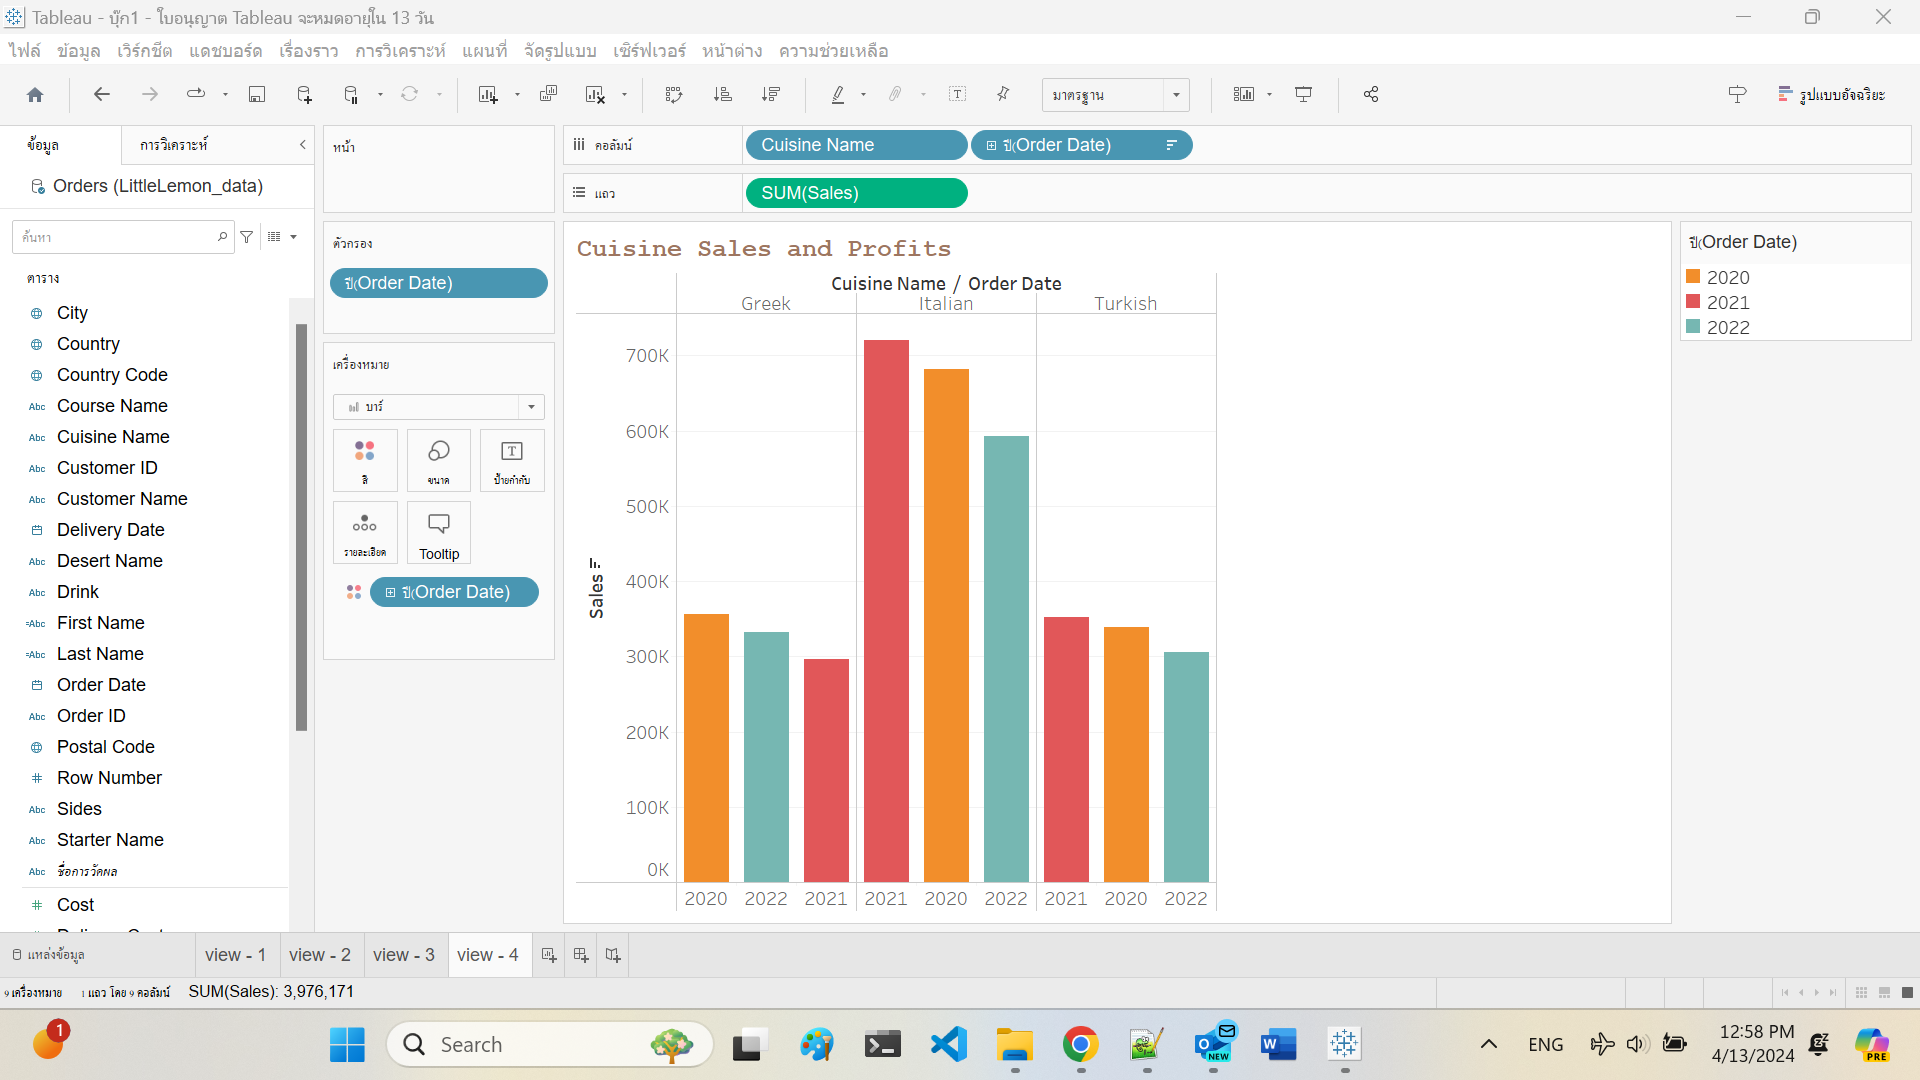 Tableau - บุ๊ก1 - ใบอนุญาต Tableau จะหมดอายุใน 13 วัน
ไฟล์ ข้อมูล เวิร์กชีต แดชบอร์ด เรื่องราว การวิเคราะห์ แผนที่ จัดรูปแบบ เซิร์ฟเวอร์ หน้าต่าง ความช่วยเหลือ
มาตรฐาน
รูปแบบอัจฉริยะ
ข้อมูล
การวิเคราะห์
Orders (LittleLemon_data)
ค้นหา
ตาราง
City
Country
Country Code
Abc Course Name
Abc Cuisine Name
Abc Customer ID
Abc Customer Name
Delivery Date
Abc Desert Name
Abc Drink
=Abc First Name
=Abc Last Name
Order Date
Abc Order ID
Postal Code
# Row Number
Abc Sides
Abc Starter Name
Abc ชื่อการวัดผล
# Cost
หน้า
ตัวกรอง
ปี(Order Date)
เครื่องหมาย
บาร์
สี
ขนาด
ป้ายกำกับ
รายละเอียด
Tooltip
ปี(Order Date)
คอลัมน์
Cuisine Name
ปี(Order Date)
แถว
SUM(Sales)
Cuisine Sales and Profits
Cuisine Name / Order Date
Greek Italian Turkish
700K
600K
500K
400K
300K
200K
100K
0K
Sales
2020 2022 2021 2021 2020 2022 2021 2020 2022
ปี(Order Date)
2020
2021
2022
แหล่งข้อมูล
view - 1
view - 2
view - 3
view - 4
9 เครื่องหมาย 1 แถว โดย 9 คอลัมน์ SUM(Sales): 3,976,171
1
Search
NEW
W
ENG
12:58 PM
4/13/2024
PRE